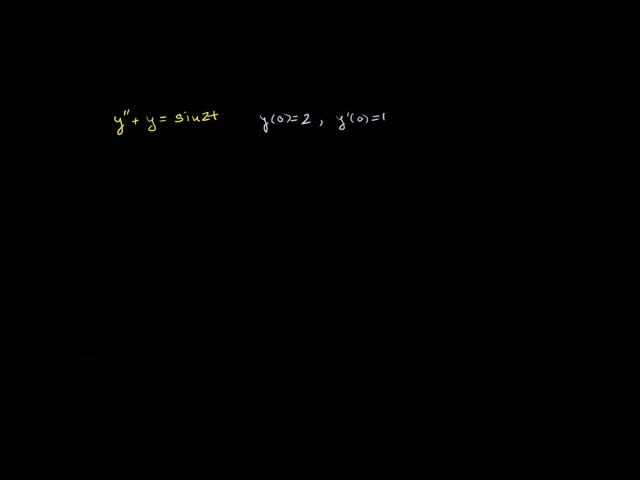 y'' + y = sin2t y(0)=2 , y'(0)=1